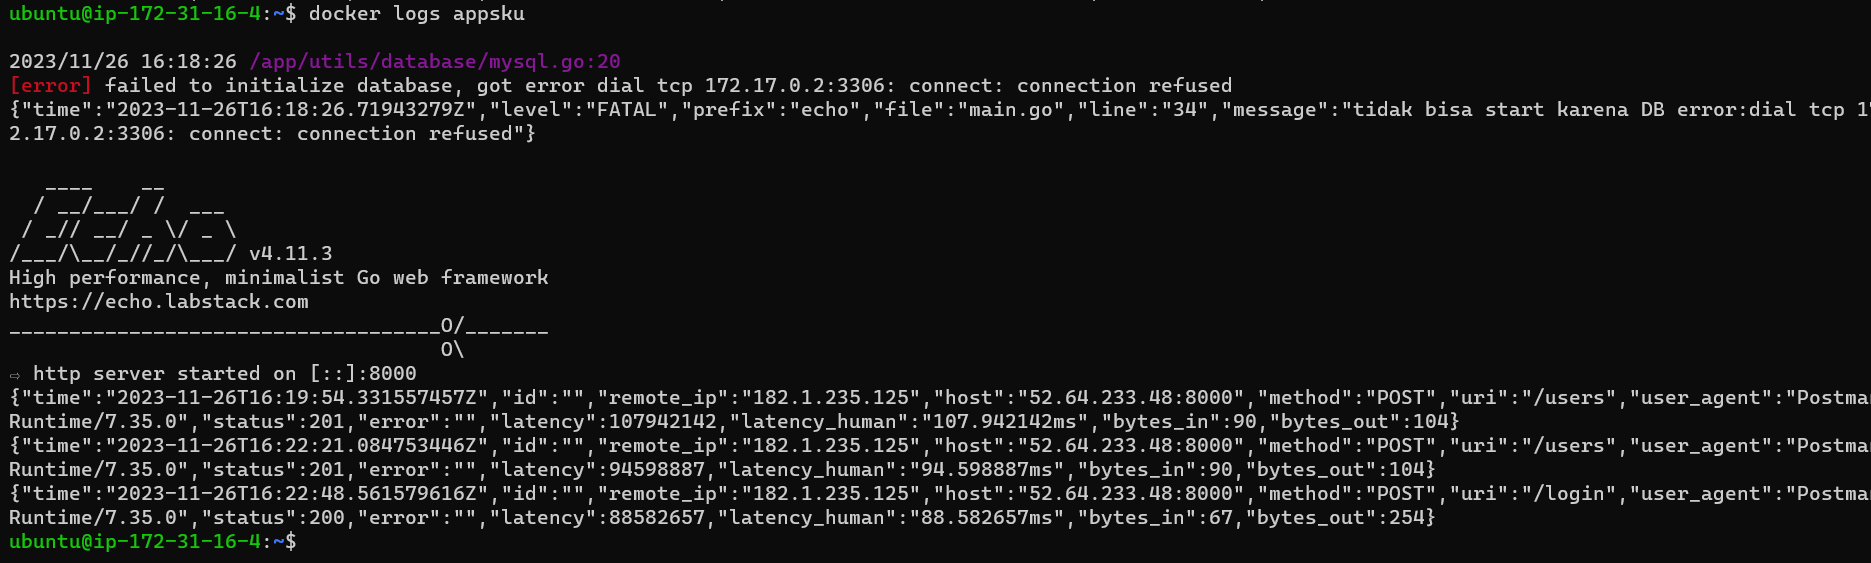 ubuntu@ip-172-31-16-4:~$ docker logs appsku
2023/11/26 16:18:26 /app/utils/database/mysql.go:20
[error] failed to initialize database, got error dial tcp 172.17.0.2:3306: connect: connection refused
{"time":"2023-11-26T16:18:26.71943279Z","level":"FATAL","prefix":"echo","file":"main.go","line":"34","message":"tidak bisa start karena DB error:dial tcp 17
2.17.0.2:3306: connect: connection refused"}
   ____    __
  / __/___/ /  ___
 / _// __/ _ \/ _ \
/___/\__/_//_/\___/ v4.11.3
High performance, minimalist Go web framework
https://echo.labstack.com
____________________________________O/_______
                                    O\
⇨ http server started on [::]:8000
{"time":"2023-11-26T16:19:54.331557457Z","id":"","remote_ip":"182.1.235.125","host":"52.64.233.48:8000","method":"POST","uri":"/users","user_agent":"Postma
Runtime/7.35.0","status":201,"error":"","latency":107942142,"latency_human":"107.942142ms","bytes_in":90,"bytes_out":104}
{"time":"2023-11-26T16:22:21.084753446Z","id":"","remote_ip":"182.1.235.125","host":"52.64.233.48:8000","method":"POST","uri":"/users","user_agent":"Postma
Runtime/7.35.0","status":201,"error":"","latency":94598887,"latency_human":"94.598887ms","bytes_in":90,"bytes_out":104}
{"time":"2023-11-26T16:22:48.561579616Z","id":"","remote_ip":"182.1.235.125","host":"52.64.233.48:8000","method":"POST","uri":"/login","user_agent":"Postma
Runtime/7.35.0","status":200,"error":"","latency":88582657,"latency_human":"88.582657ms","bytes_in":67,"bytes_out":254}
ubuntu@ip-172-31-16-4:~$